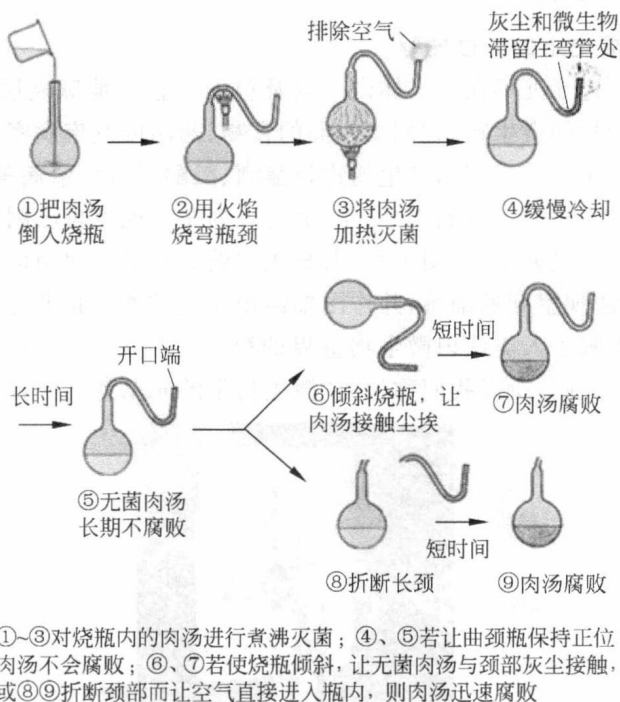 排除空气
灰尘和微生物
滞留在弯管处
①把肉汤
倒入烧瓶
②用火焰
烧弯瓶颈
③将肉汤
加热灭菌
④缓慢冷却
长时间
开口端
⑤无菌肉汤
长期不腐败
⑥倾斜烧瓶，让
肉汤接触尘埃
短时间
⑦肉汤腐败
⑧折断长颈
短时间
⑨肉汤腐败
①~③对烧瓶内的肉汤进行煮沸灭菌；④、⑤若让曲颈瓶保持正位
肉汤不会腐败；⑥、⑦若使烧瓶倾斜，让无菌肉汤与颈部灰尘接触，
或⑧⑨折断颈部而让空气直接进入瓶内，则肉汤迅速腐败